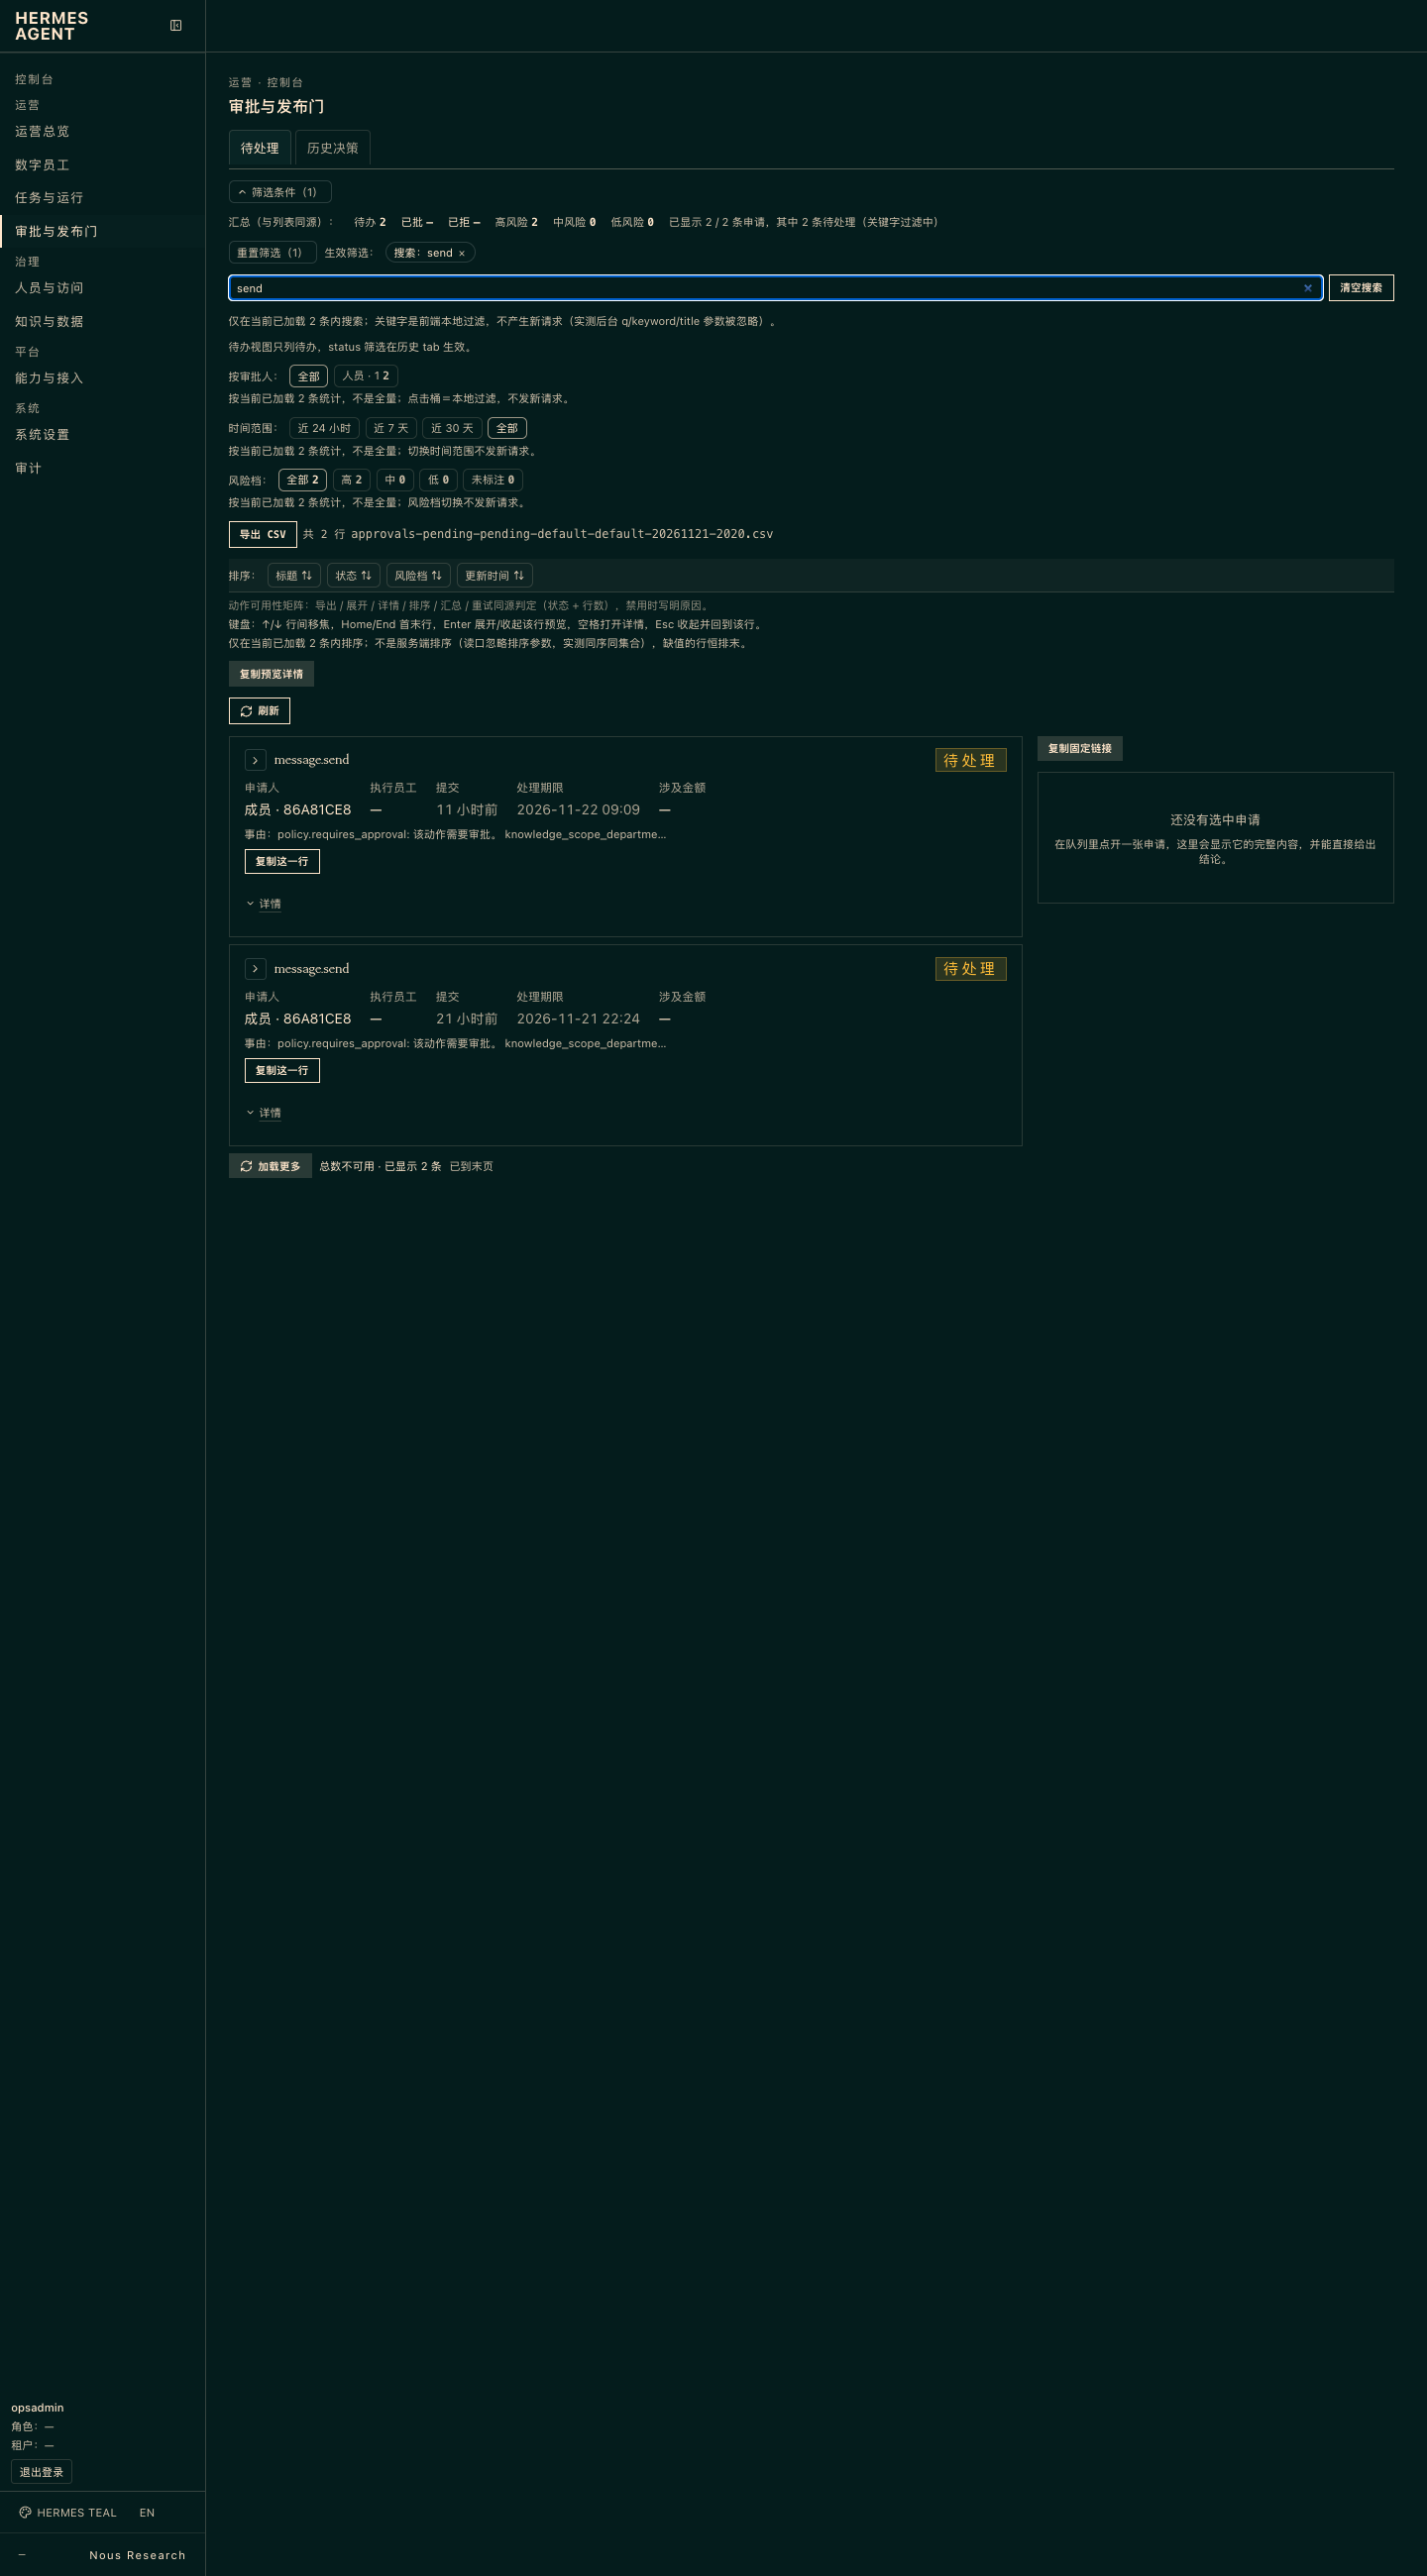 HERMES
AGENT
控制台
运营
运营总览
数字员工
任务与运行
审批与发布门
治理
人员与访问
知识与数据
平台
能力与接入
系统
系统设置
审计
opsadmin
角色：—
租户：—
退出登录
HERMES TEAL EN
— Nous Research
运营 · 控制台
审批与发布门
待处理 历史决策
筛选条件（1）
汇总（与列表同源）： 待办 2 已批 — 已拒 — 高风险 2 中风险 0 低风险 0 已显示 2 / 2 条申请，其中 2 条待处理（关键字过滤中）
重置筛选（1） 生效筛选： 搜索：send ×
send 清空搜索
仅在当前已加载 2 条内搜索；关键字是前端本地过滤，不产生新请求（实测后台 q/keyword/title 参数被忽略）。
待办视图只列待办，status 筛选在历史 tab 生效。
按审批人： 全部 人员 · 1 2
按当前已加载 2 条统计，不是全量；点击桶＝本地过滤，不发新请求。
时间范围： 近 24 小时 近 7 天 近 30 天 全部
按当前已加载 2 条统计，不是全量；切换时间范围不发新请求。
风险档： 全部 2 高 2 中 0 低 0 未标注 0
按当前已加载 2 条统计，不是全量；风险档切换不发新请求。
导出 CSV 共 2 行 approvals-pending-pending-default-default-20261121-2020.csv
排序： 标题 ⇅ 状态 ⇅ 风险档 ⇅ 更新时间 ⇅
动作可用性矩阵：导出 / 展开 / 详情 / 排序 / 汇总 / 重试同源判定（状态 + 行数），禁用时写明原因。
键盘：↑/↓ 行间移焦，Home/End 首末行，Enter 展开/收起该行预览，空格打开详情，Esc 收起并回到该行。
仅在当前已加载 2 条内排序；不是服务端排序（读口忽略排序参数，实测同序同集合），缺值的行恒排末。
复制预览详情
刷新
message.send 待处理
申请人 执行员工 提交 处理期限 涉及金额
成员 · 86A81CE8 — 11 小时前 2026-11-22 09:09 —
事由：policy.requires_approval: 该动作需要审批。 knowledge_scope_departme…
复制这一行
详情
message.send 待处理
申请人 执行员工 提交 处理期限 涉及金额
成员 · 86A81CE8 — 21 小时前 2026-11-21 22:24 —
事由：policy.requires_approval: 该动作需要审批。 knowledge_scope_departme…
复制这一行
详情
加载更多 总数不可用 · 已显示 2 条 已到末页
复制固定链接
还没有选中申请
在队列里点开一张申请，这里会显示它的完整内容，并能直接给出
结论。